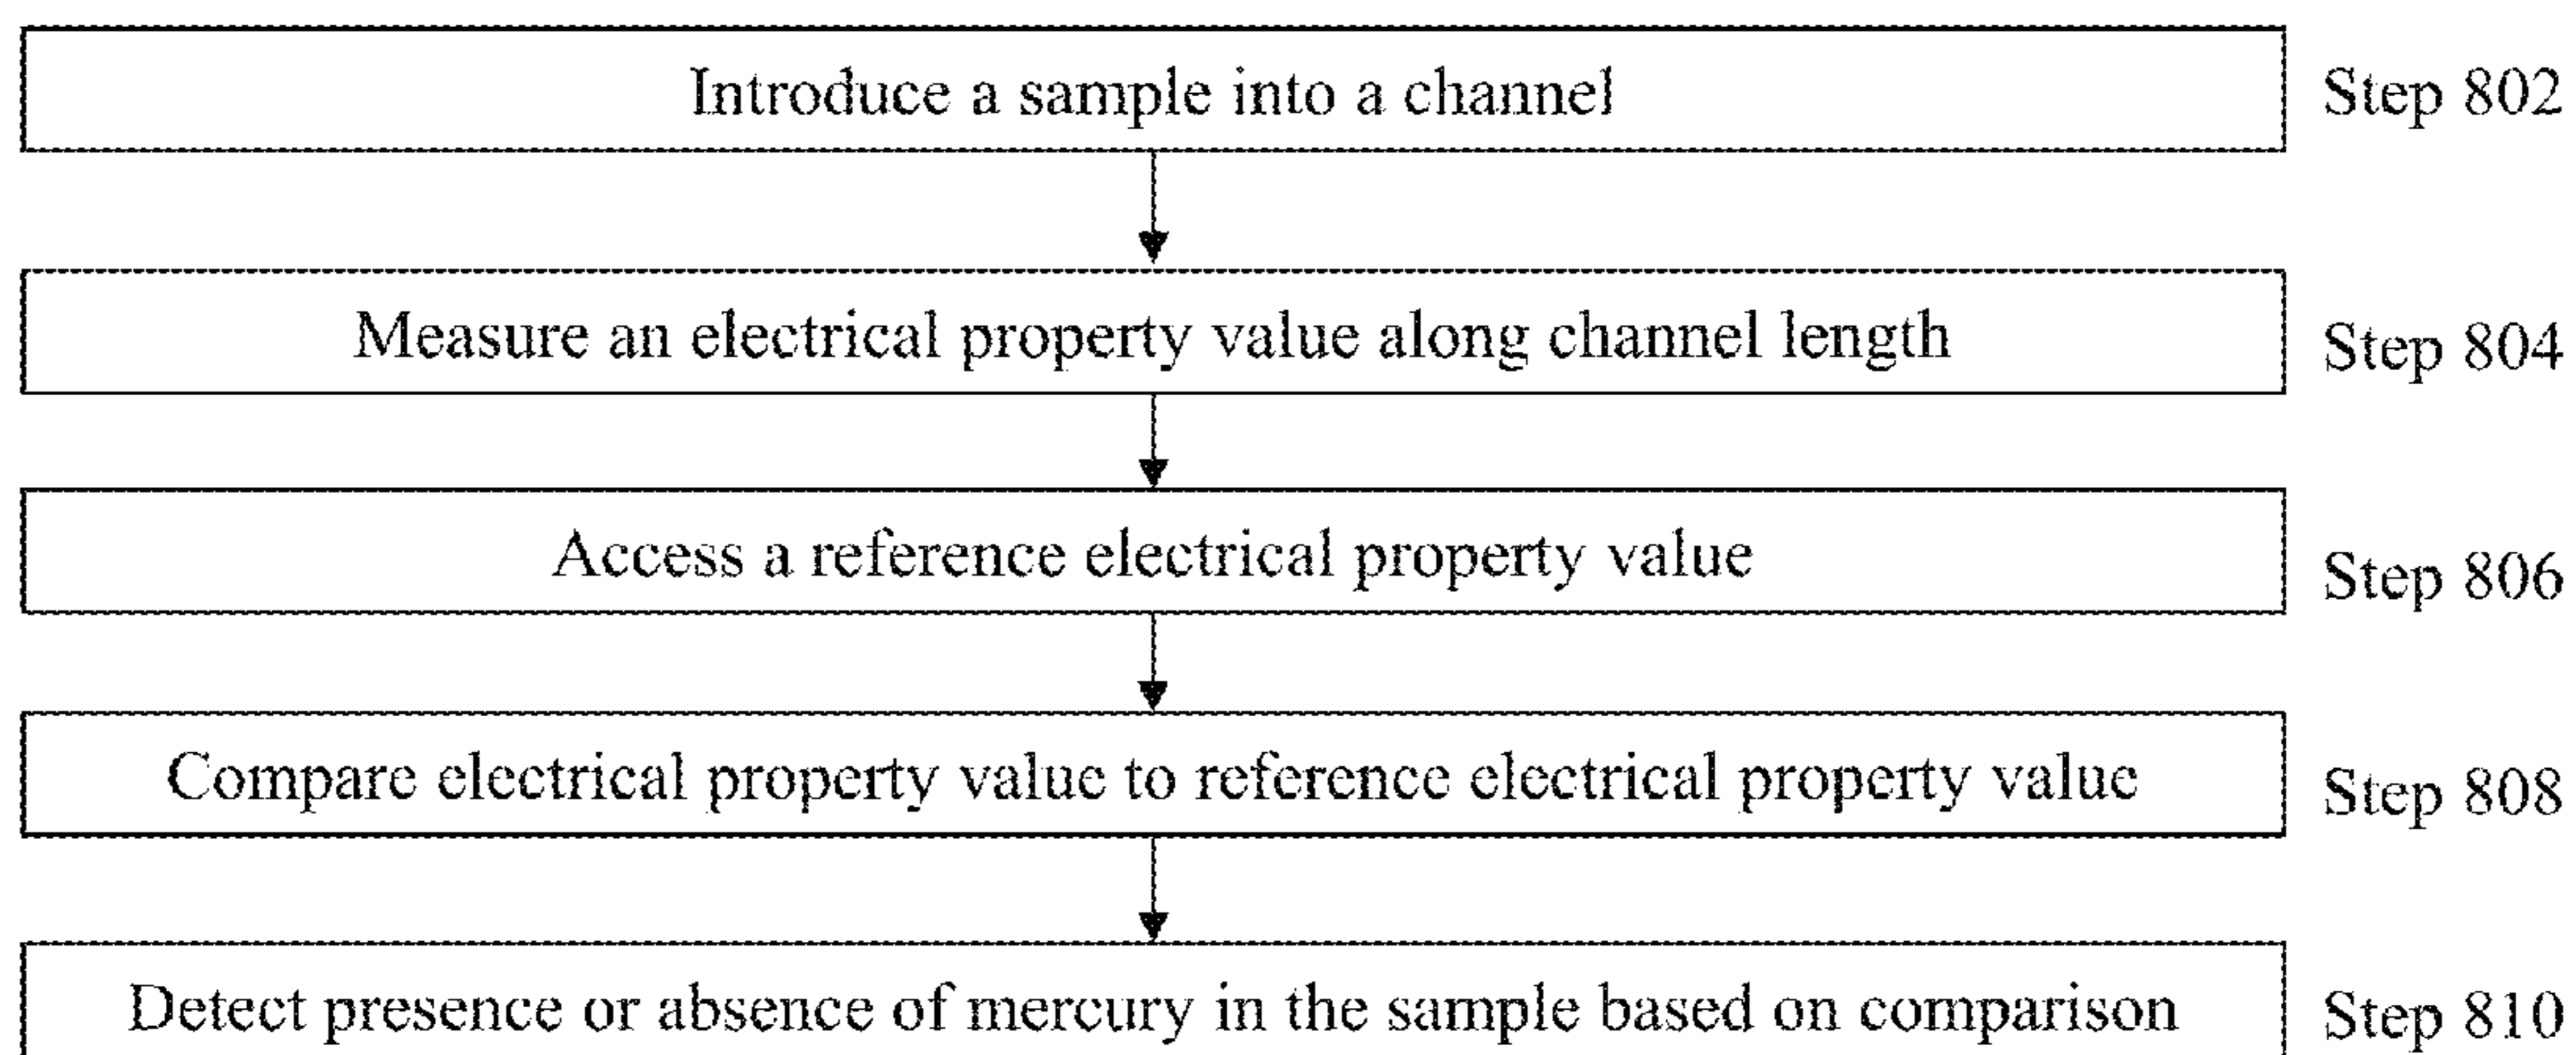 Introduce a sample into a channel Step 802
Measure an electrical property value along channel length Step 804
Access a reference electrical property value Step 806
Compare electrical property value to reference electrical property value Step 808
Detect presence or absence of mercury in the sample based on comparison Step 810